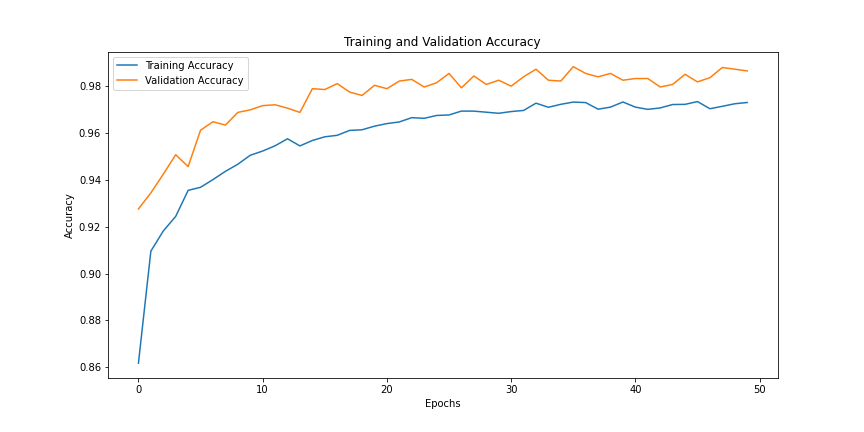 Training and Validation Accuracy
Training Accuracy
Validation Accuracy
0.98
0.96
0.94
0.92
0.90
0.88
0.86
Accuracy
0 10 20 30 40 50
Epochs